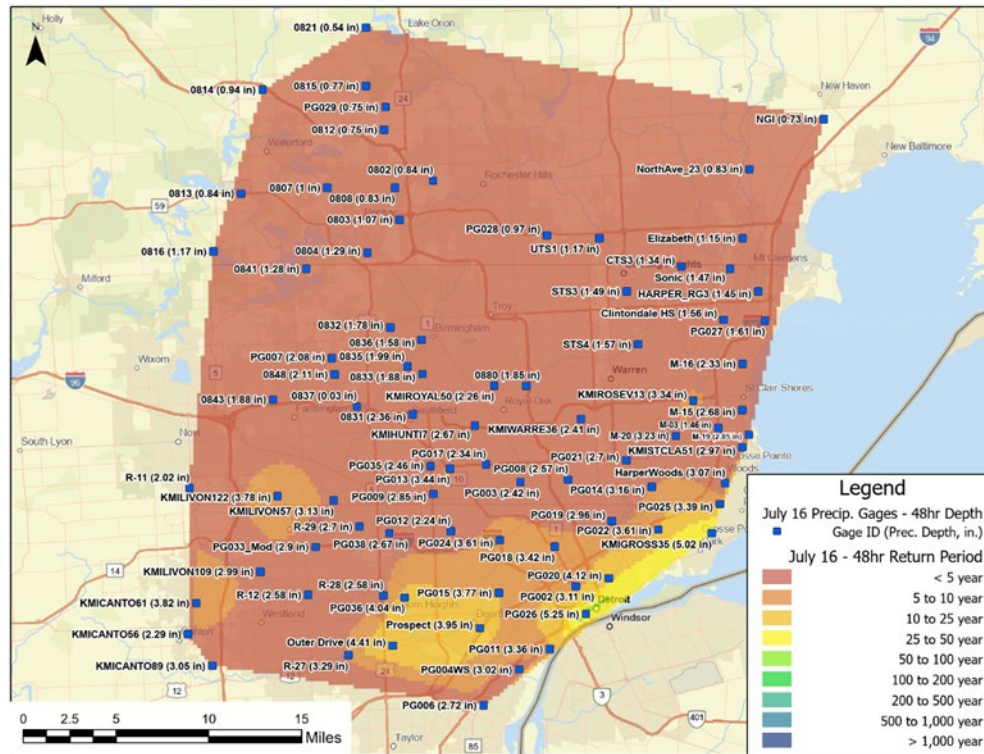 Holly
N
0821 (0.54 in)
Lake Orion
94
0814 (0.94 in)
0815 (0.77 in)
24
PG029 (0.75 in)
New Haven
0812 (0.75 in)
NGI (0.73 in)
Waterford
New Baltimore
0802 (0.84 in)
NorthAve_23 (0.83 in)
0813 (0.84 in)
0807 (1 in)
Rochester Hills
0808 (0.83 in)
59
0803 (1.07 in)
PG028 (0.97 in)
0816 (1.17 in)
0804 (1.29 in)
UTS1 (1.17 in)
Elizabeth (1.15 in)
0841 (1.28 in)
CTS3 (1.34 in)
Mt Clemens
Sonic (1.47 in)
Milford
STS3 (1.49 in)
HARPER_RG3 (1.45 in)
Troy
Clintondale HS (1.56 in)
0832 (1.78 in)
1
PG027 (1.61 in)
Birmingham
0836 (1.58 in)
STS4 (1.57 in)
Wixom
PG007 (2.08 in)
0835 (1.99 in)
5
M-16 (2.33 in)
96
0848 (2.11 in)
0833 (1.88 in)
0880 (1.85 in)
Warren
St Clair Shores
0843 (1.88 in)
0837 (0.03 in)
KMIROYAL50 (2.26 in)
KMIROSEV13 (3.34 in)
Farmington
0831 (2.36 in)
Southfield
Royal Oak
M-15 (2.68 in)
South Lyon
Novi
KMIHUNTI7 (2.67 in)
KMIWARRE36 (2.41 in)
M-03 (1.46 in)
M-20 (3.23 in)
M-19 (2.85 in)
PG017 (2.34 in)
KMISTCLA51 (2.97 in)
R-11 (2.02 in)
PG035 (2.46 in)
PG008 (2.57 in)
PG021 (2.7 in)
PG013 (3.44 in)
10
HarperWoods (3.07 in)
Woods
KMILIVON122 (3.78 in)
PG009 (2.85 in)
PG003 (2.42 in)
PG014 (3.16 in)
KMILIVON57 (3.13 in)
PG025 (3.39 in)
PG012 (2.24 in)
PG019 (2.96 in)
R-29 (2.7 in)
PG022 (3.61 in)
PG033_Mod (2.9 in)
PG038 (2.67 in)
PG024 (3.61 in)
KMIGROSS35 (5.02 in)
Park
PG018 (3.42 in)
14
KMILIVON109 (2.99 in)
PG020 (4.12 in)
R-28 (2.58 in)
R-12 (2.58 in)
PG015 (3.77 in)
PG002 (3.11 in)
KMICANTO61 (3.82 in)
PG036 (4.04 in)
Detroit
Westland
PG026 (5.25 in)
Windsor
Prospect (3.95 in)
KMICANTO56 (2.29 in)
Outer Drive (4.41 in)
PG011 (3.36 in)
KMICANTO89 (3.05 in)
R-27 (3.29 in)
24
PG004WS (3.02 in)
12
12
3
PG006 (2.72 in)
401
Taylor
85
0 2.5 5 10 15
Miles
Legend
July 16 Precip. Gages - 48hr Depth
Gage ID (Prec. Depth, in.)
July 16 - 48hr Return Period
< 5 year
5 to 10 year
10 to 25 year
25 to 50 year
50 to 100 year
100 to 200 year
200 to 500 year
500 to 1,000 year
> 1,000 year